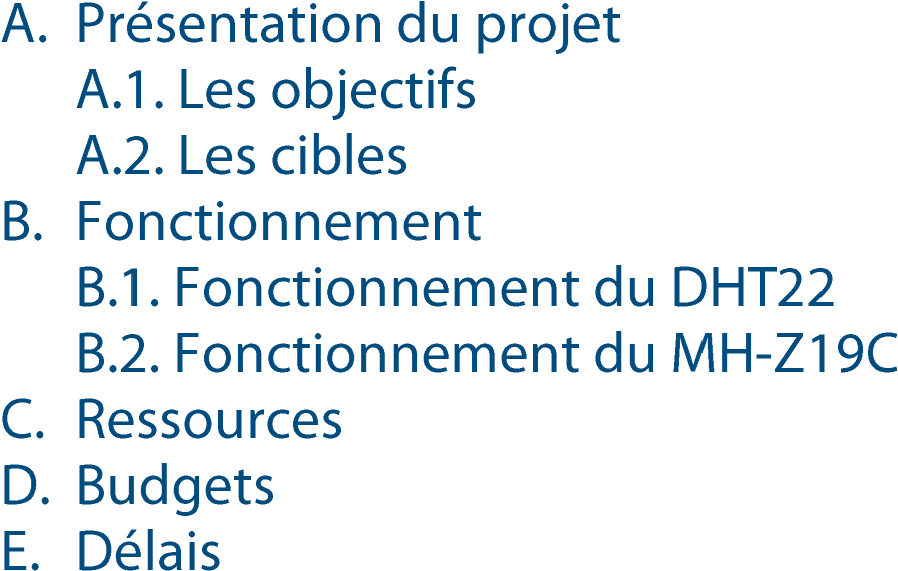 A. Présentation du projet
A.1. Les objectifs
A.2. Les cibles
B. Fonctionnement
B.1. Fonctionnement du DHT22
B.2. Fonctionnement du MH-Z19C
C. Ressources
D. Budgets
E. Délais